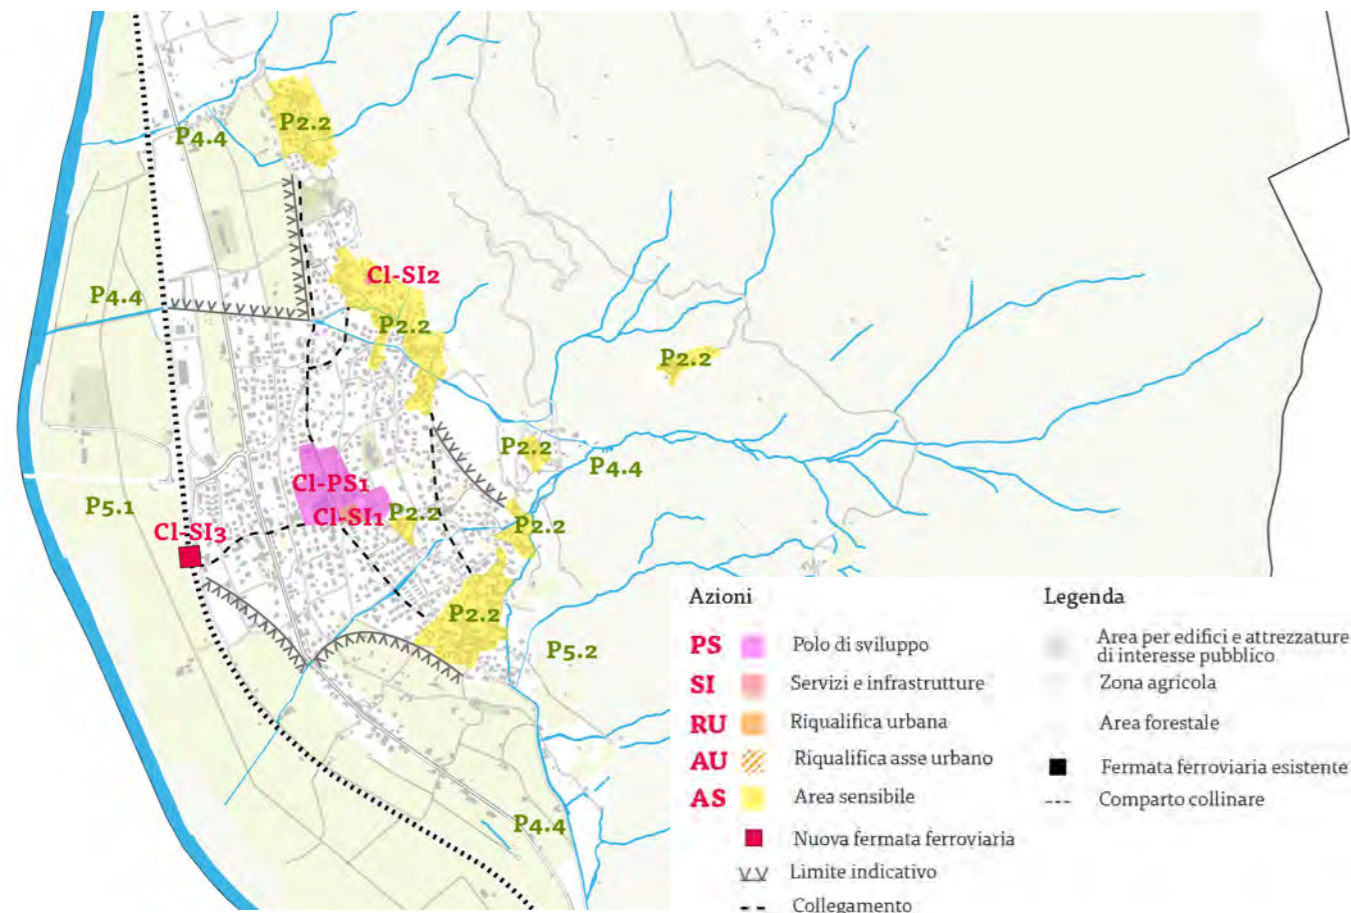 P2.2
P4.4
Cl-SI2
P4.4
P2.2
P2.2
P2.2
P4.4
Cl-PS1
P5.1
Cl-SI1
P2.2
P2.2
Cl-SI3
P2.2
P5.2
P4.4
Azioni
PS Polo di sviluppo
SI Servizi e infrastrutture
RU Riqualifica urbana
AU Riqualifica asse urbano
AS Area sensibile
Nuova fermata ferroviaria
Limite indicativo
Collegamento
Legenda
Area per edifici e attrezzature
di interesse pubblico
Zona agricola
Area forestale
Fermata ferroviaria esistente
Comparto collinare